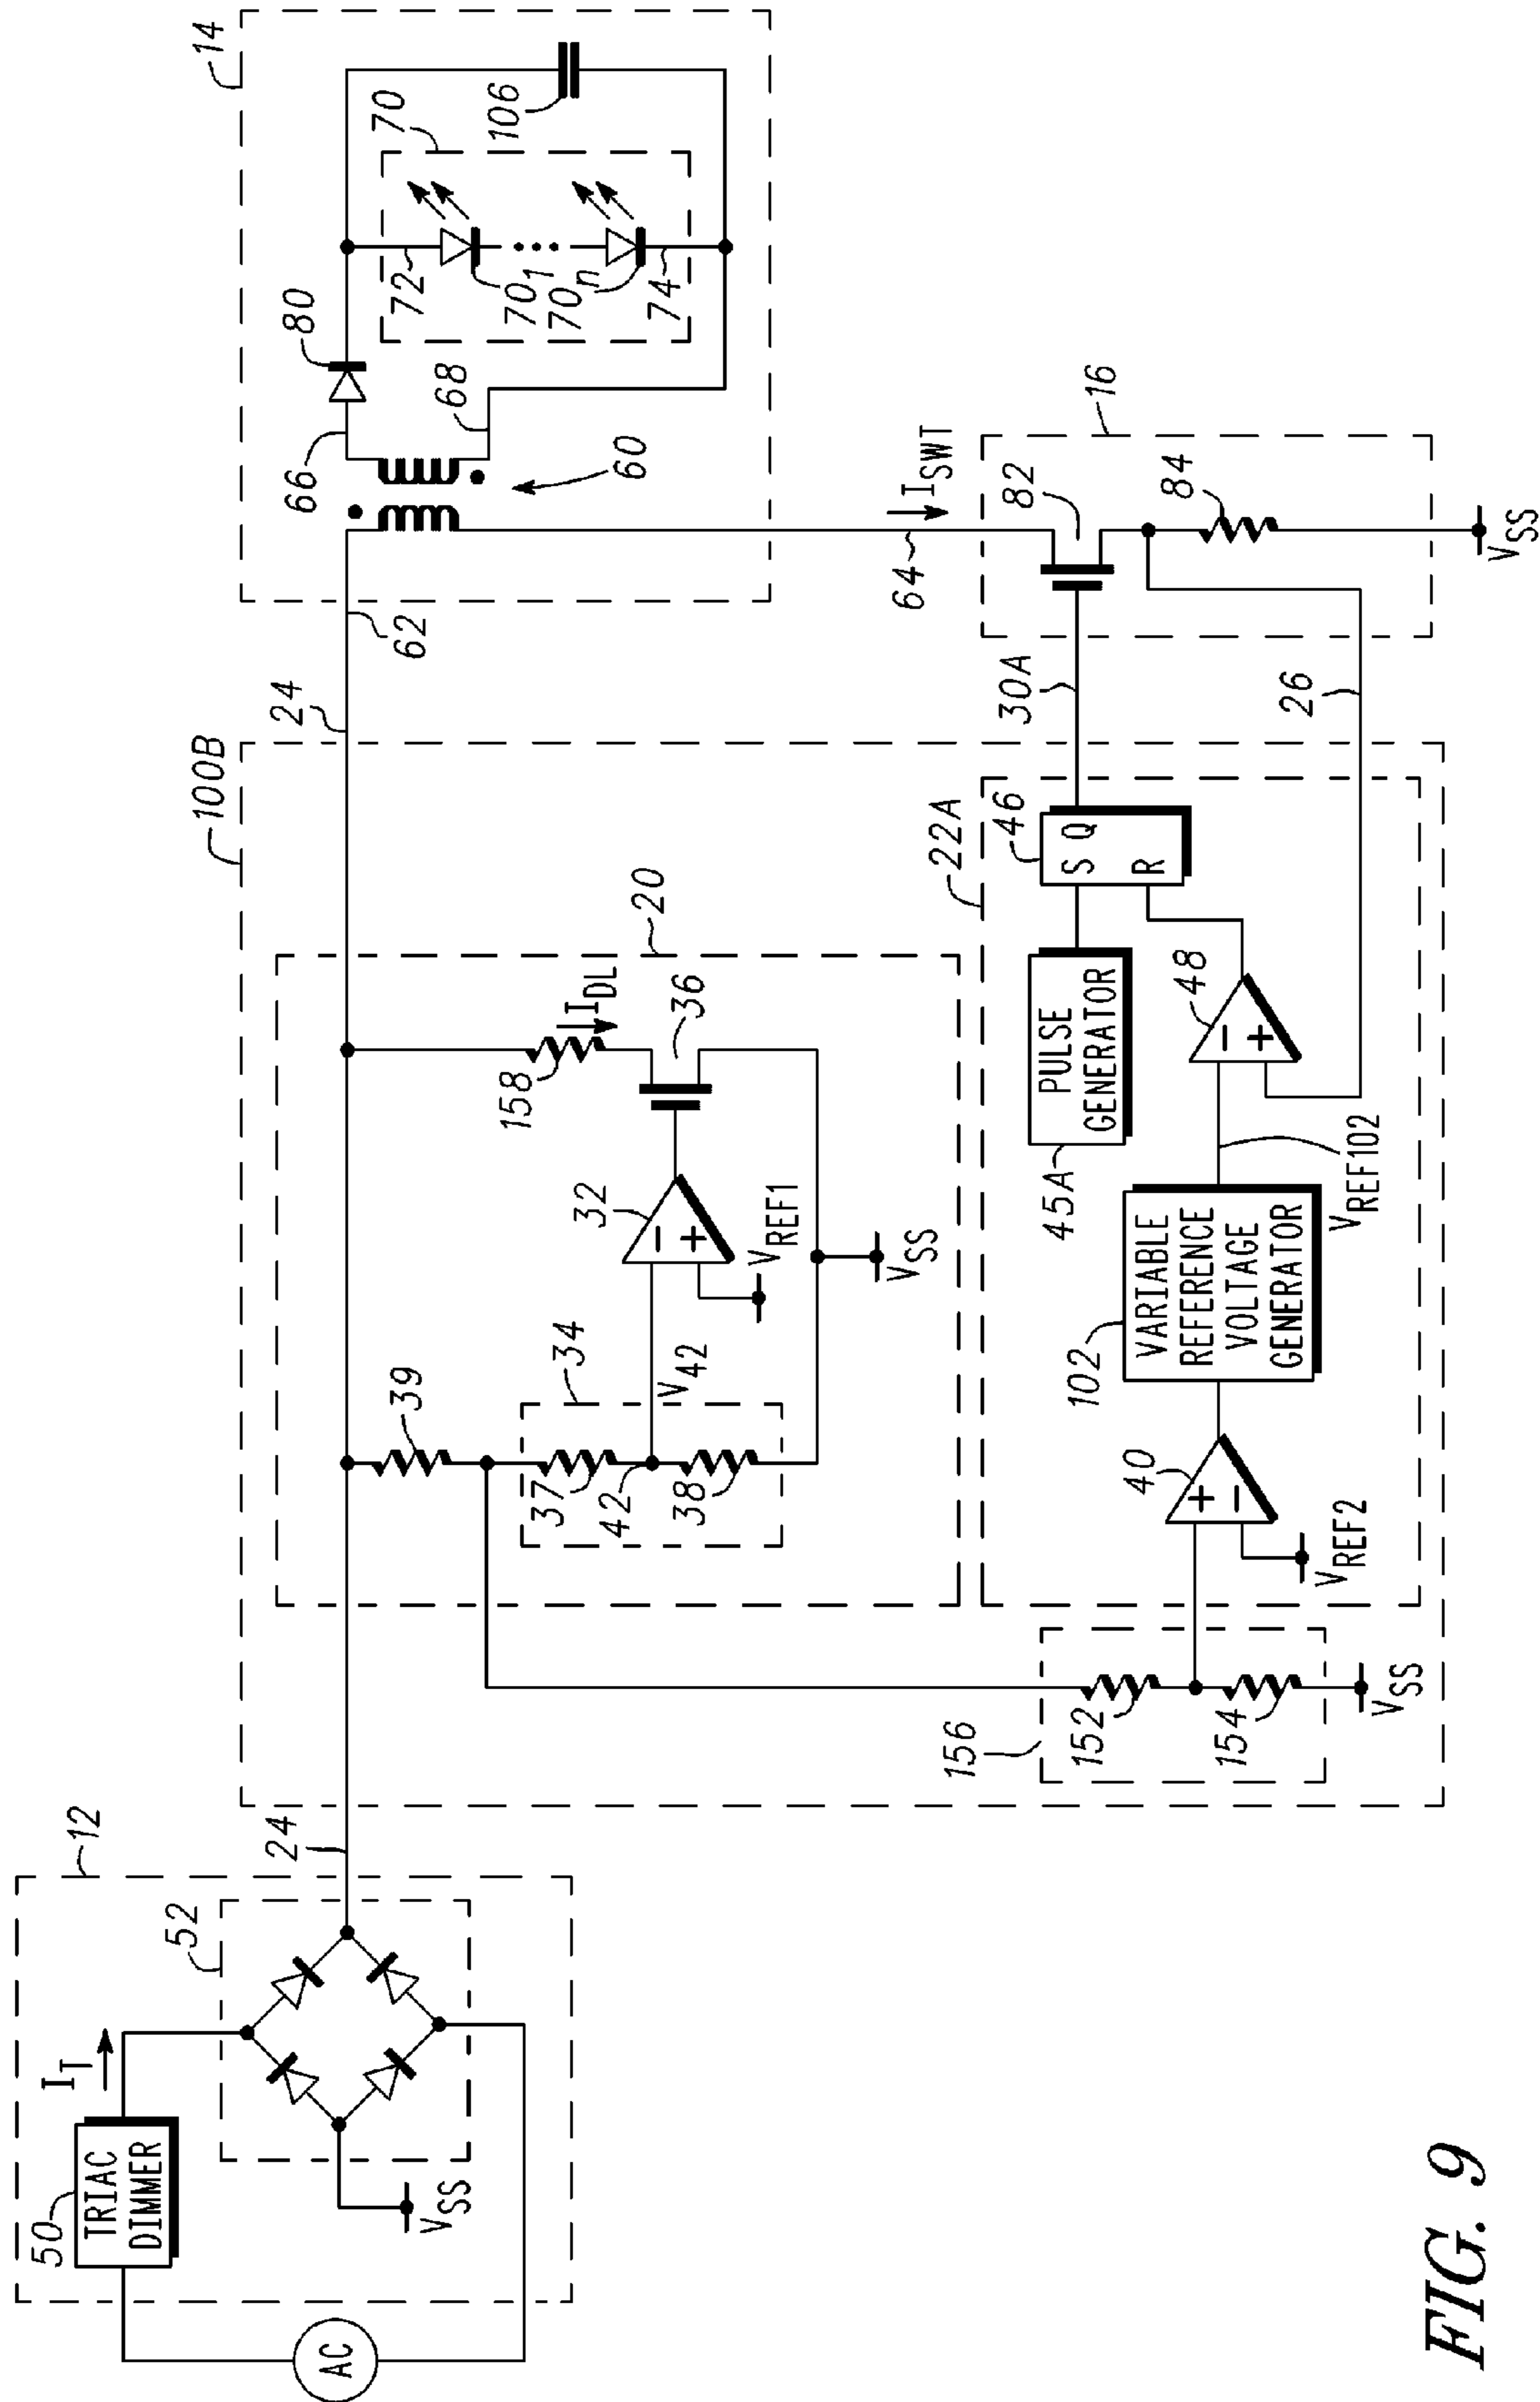 12
50
TRIAC
DIMMER
I_T
52
V_SS
AC
24
100B
24
62
14
66
80
68
60
72
70
70_1
70_n
74
106
20
39
34
37
42
38
V_42
32
V_REF1
158
I_DL
36
V_SS
64
I_SWT
16
82
84
V_SS
30A
26
156
152
154
V_SS
22A
40
V_REF2
102
VARIABLE
REFERENCE
VOLTAGE
GENERATOR
V_REF102
45A
PULSE
GENERATOR
48
46
S Q
R
− +
+ −
− +
FIG. 9